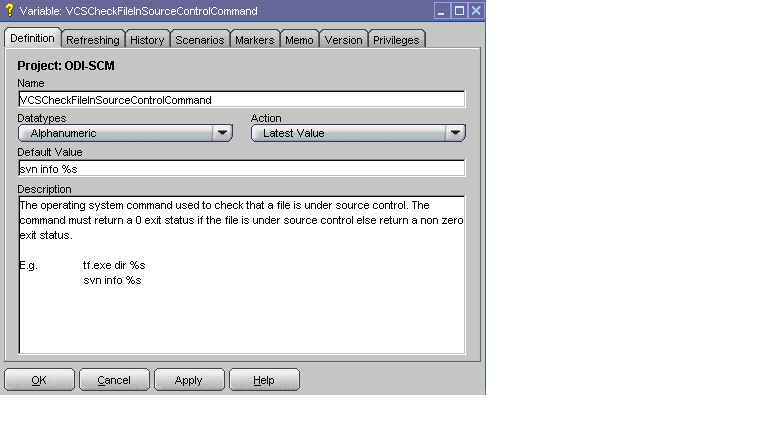 Variable: VCSCheckFileInSourceControlCommand
Definition Refreshing History Scenarios Markers Memo Version Privileges
Project: ODI-SCM
Name
VCSCheckFileInSourceControlCommand
Datatypes Action
Alphanumeric Latest Value
Default Value
svn info %s
Description
The operating system command used to check that a file is under source control. The
command must return a 0 exit status if the file is under source control else return a non zero
exit status.
E.g. tf.exe dir %s
svn info %s
OK Cancel Apply Help